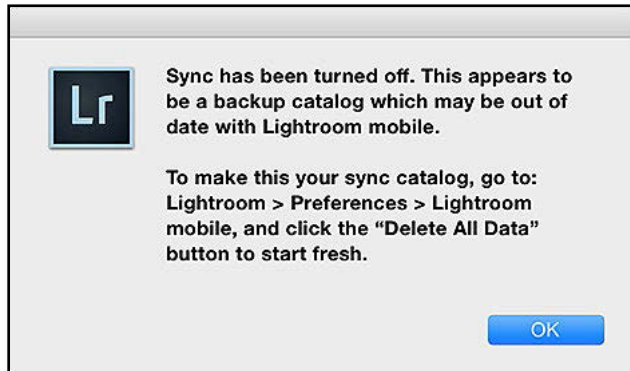 Lr
Sync has been turned off. This appears to
be a backup catalog which may be out of
date with Lightroom mobile.
To make this your sync catalog, go to:
Lightroom > Preferences > Lightroom
mobile, and click the “Delete All Data”
button to start fresh.
OK